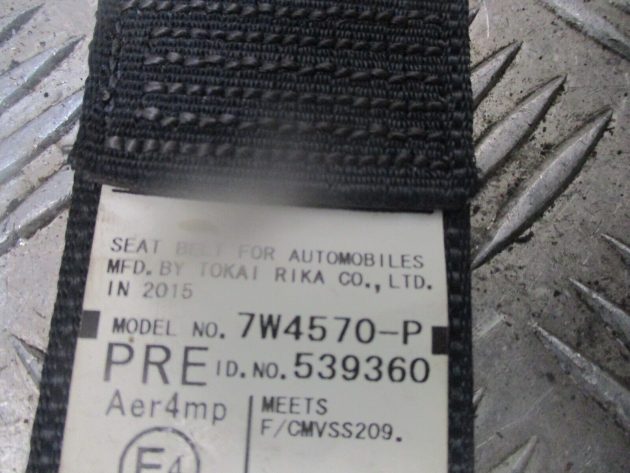 SEAT BELT FOR AUTOMOBILES
MFD. BY TOKAI RIKA CO., LTD.
IN 2015
MODEL NO. 7W4570-P
PRE ID.NO. 539360
Aer4mp MEETS
F/CMVSS209.
E4